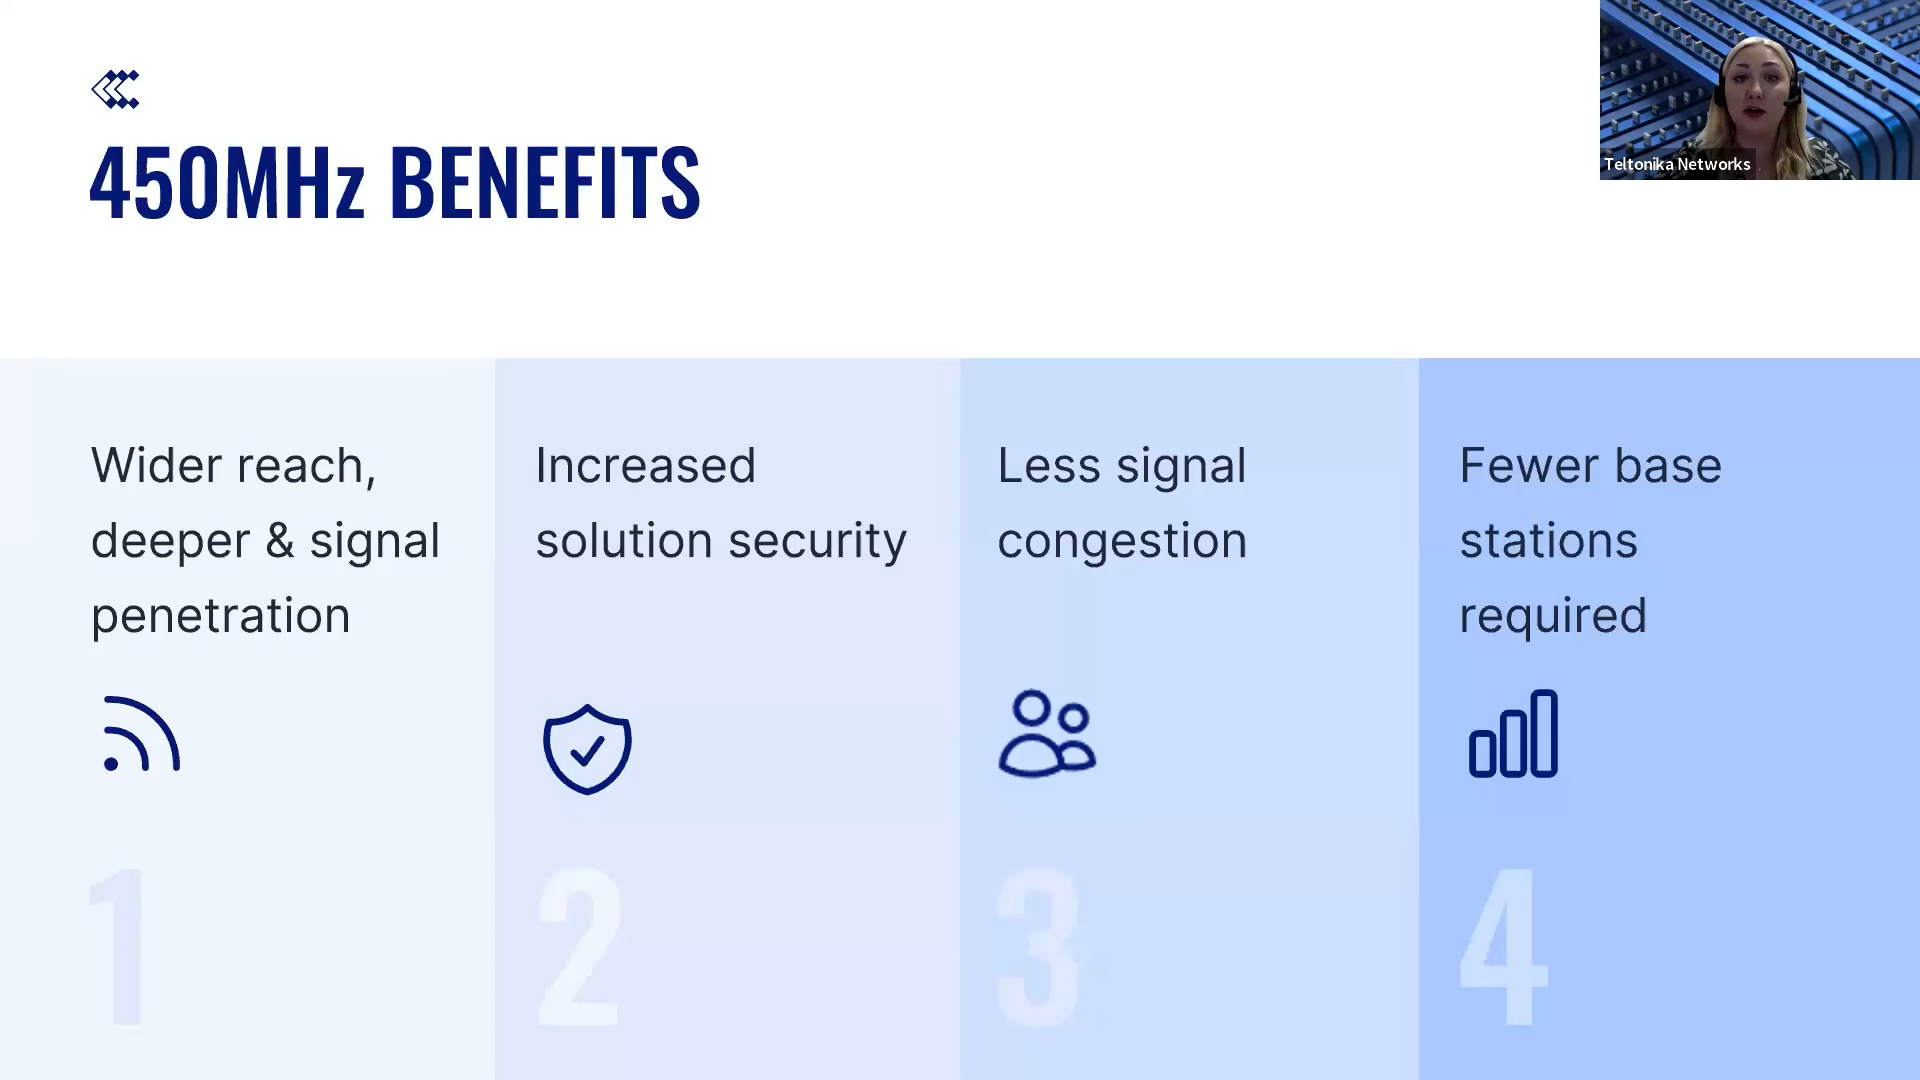 Teltonika Networks
450MHz BENEFITS
Wider reach,
deeper & signal
penetration
1
Increased
solution security
2
Less signal
congestion
3
Fewer base
stations
required
4